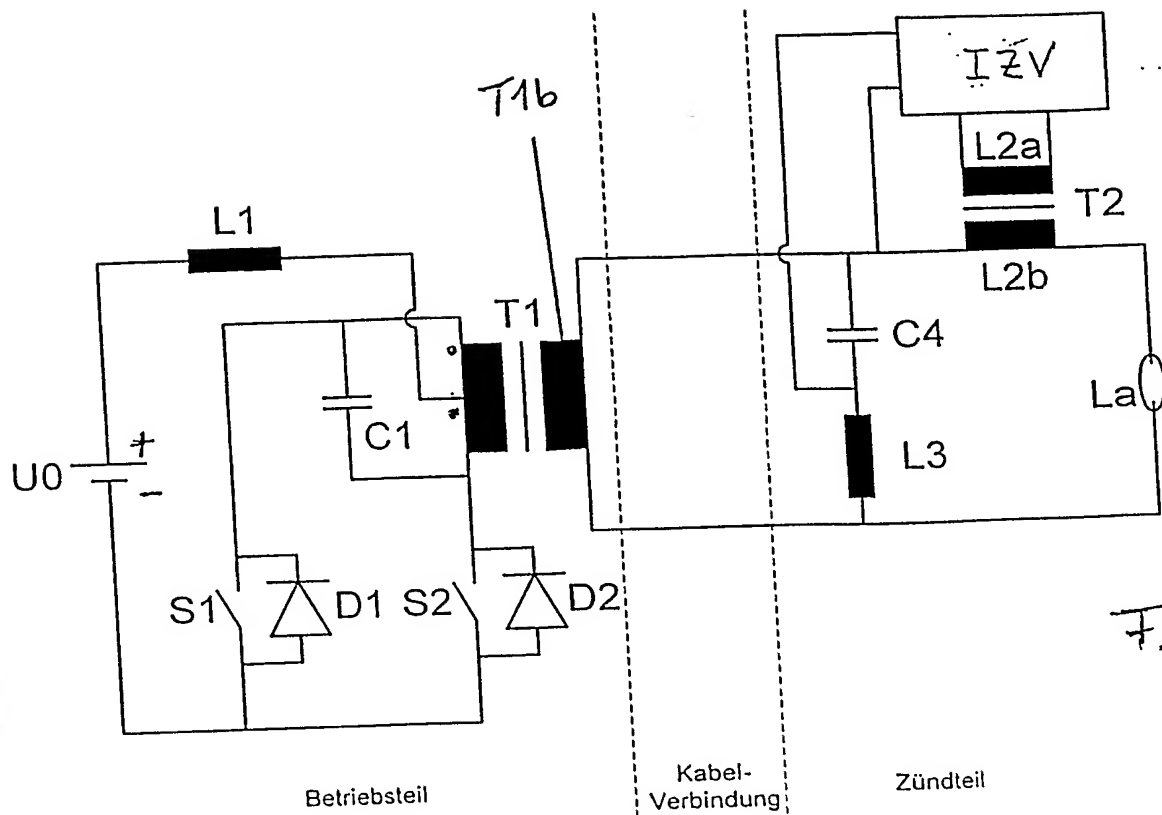 IZV
T1b
L2a
T2
L1
L2b
T1
C4
La
C1
L3
U0
+
-
S1
D1
S2
D2
Betriebsteil
Kabel-
Verbindung
Zündteil